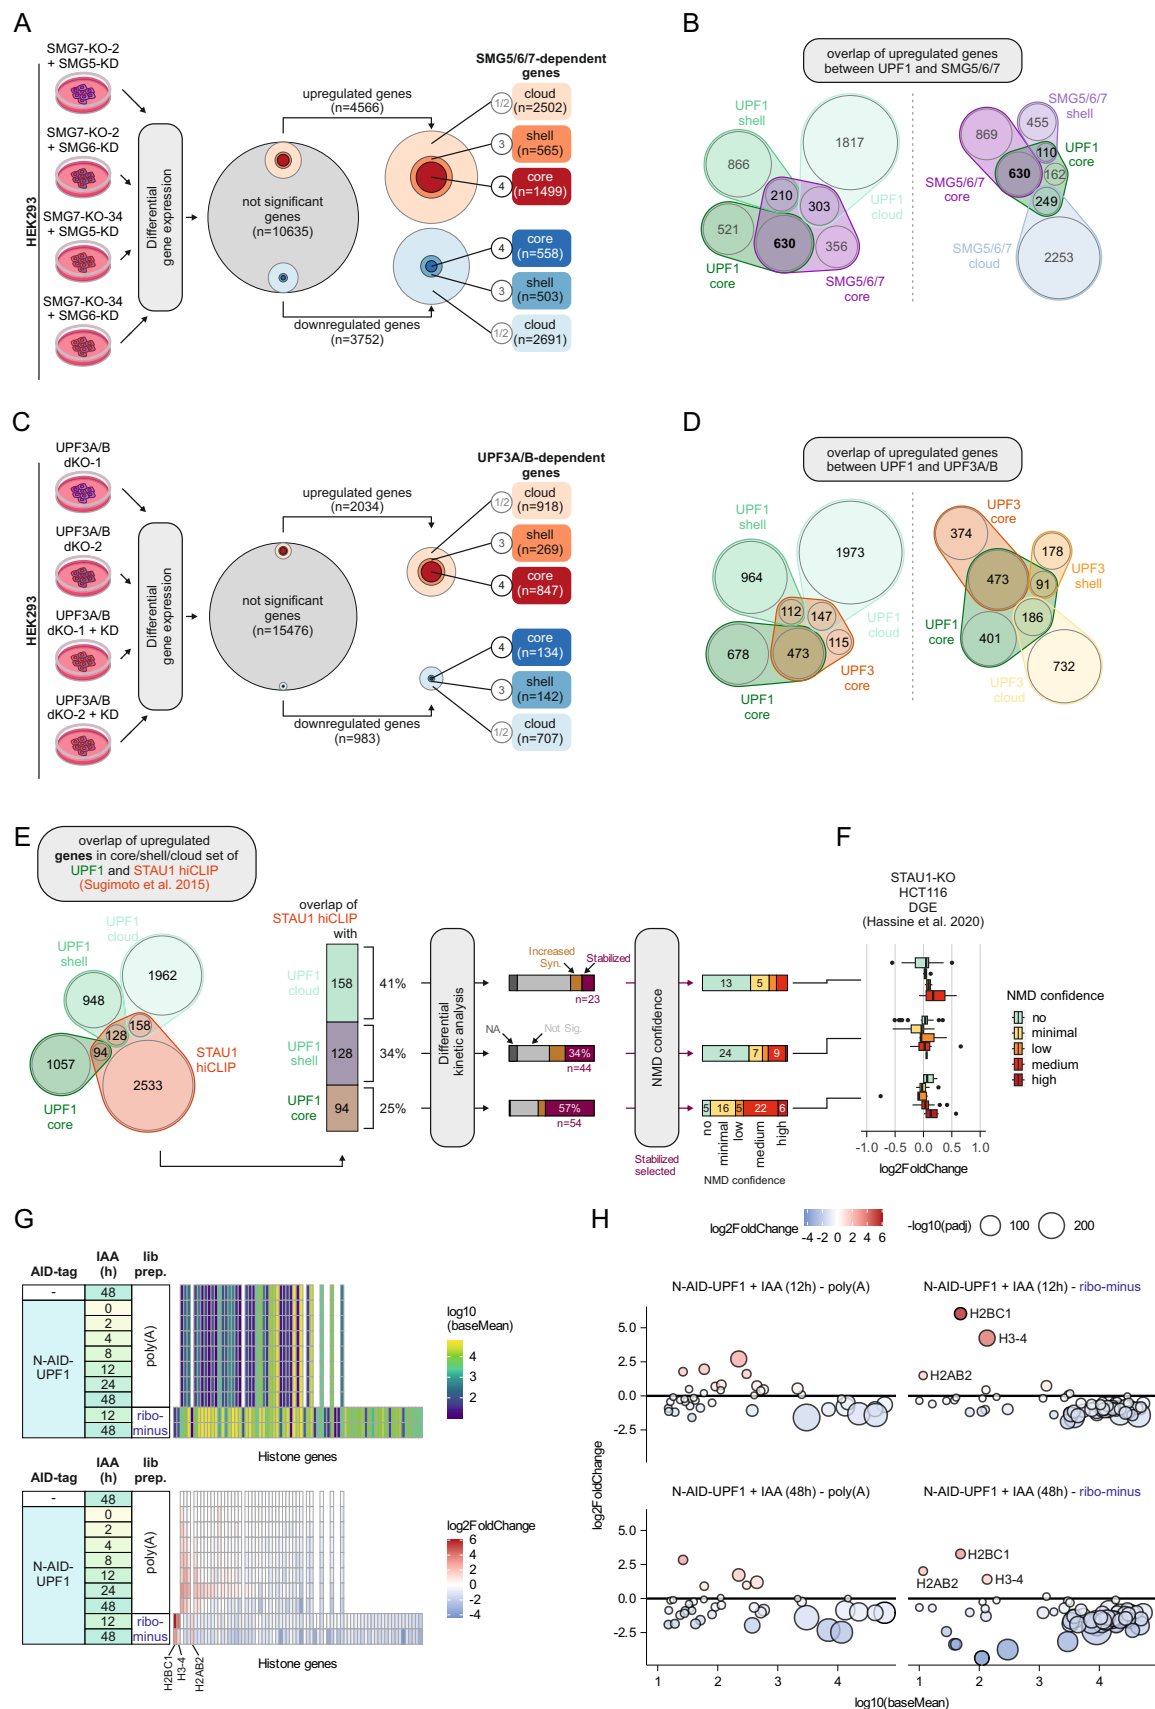 A
HEK293
SMG7-KO-2
+ SMG5-KD
SMG7-KO-2
+ SMG6-KD
SMG7-KO-34
+ SMG5-KD
SMG7-KO-34
+ SMG6-KD
Differential
gene expression
upregulated genes
(n=4566)
not significant
genes
(n=10635)
downregulated genes
(n=3752)
SMG5/6/7-dependent
genes
1/2
cloud
(n=2502)
3
shell
(n=565)
4
core
(n=1499)
4
core
(n=558)
3
shell
(n=503)
1/2
cloud
(n=2691)
B
overlap of upregulated genes
between UPF1 and SMG5/6/7
UPF1
shell
866
1817
210
303
UPF1
cloud
521
630
356
UPF1
core
SMG5/6/7
core
SMG5/6/7
shell
455
869
110
UPF1
core
630
162
SMG5/6/7
core
249
SMG5/6/7
cloud
2253
C
HEK293
UPF3A/B
dKO-1
UPF3A/B
dKO-2
UPF3A/B
dKO-1 + KD
UPF3A/B
dKO-2 + KD
Differential
gene expression
upregulated genes
(n=2034)
not significant
genes
(n=15476)
downregulated genes
(n=983)
UPF3A/B-dependent
genes
1/2
cloud
(n=918)
3
shell
(n=269)
4
core
(n=847)
4
core
(n=134)
3
shell
(n=142)
1/2
cloud
(n=707)
D
overlap of upregulated genes
between UPF1 and UPF3A/B
UPF1
shell
1973
964
112
147
UPF1
cloud
678
473
115
UPF3
core
UPF1
core
UPF3
core
374
178
473
91
UPF3
shell
UPF1
core
186
401
732
UPF3
cloud
E
overlap of upregulated
genes in core/shell/cloud set of
UPF1 and STAU1 hiCLIP
(Sugimoto et al. 2015)
UPF1
cloud
UPF1
shell
1962
948
158
128
94
1057
STAU1
hiCLIP
2533
UPF1
core
overlap of
STAU1 hiCLIP
with
UPF1
cloud
158
41%
UPF1
shell
128
34%
UPF1
core
94
25%
Differential
kinetic analysis
Increased
Syn.
Stabilized
n=23
NA
Not Sig.
34%
n=44
57%
n=54
NMD confidence
Stabilized
selected
13
5
24
7
9
5
16
5
22
6
no
minimal
low
medium
high
NMD confidence
F
STAU1-KO
HCT116
DGE
(Hassine et al. 2020)
-1.0
-0.5
0.0
0.5
1.0
log2FoldChange
NMD confidence
no
minimal
low
medium
high
G
AID-tag
IAA
(h)
lib
prep.
-
48
N-AID-
UPF1
0
2
4
8
12
24
48
12
48
poly(A)
ribo-
minus
Histone genes
log10
(baseMean)
4
3
2
AID-tag
IAA
(h)
lib
prep.
-
48
N-AID-
UPF1
0
2
4
8
12
24
48
12
48
poly(A)
ribo-
minus
H2BC1
H3-4
H2AB2
Histone genes
log2FoldChange
6
4
2
0
-2
-4
H
log2FoldChange
-4 -2 0 2 4 6
-log10(padj)
100
200
N-AID-UPF1 + IAA (12h) - poly(A)
N-AID-UPF1 + IAA (12h) - ribo-minus
5.0
2.5
0.0
-2.5
H2BC1
H3-4
H2AB2
N-AID-UPF1 + IAA (48h) - poly(A)
N-AID-UPF1 + IAA (48h) - ribo-minus
5.0
2.5
0.0
-2.5
H2BC1
H2AB2
H3-4
log2FoldChange
1 2 3 4
1 2 3 4
log10(baseMean)